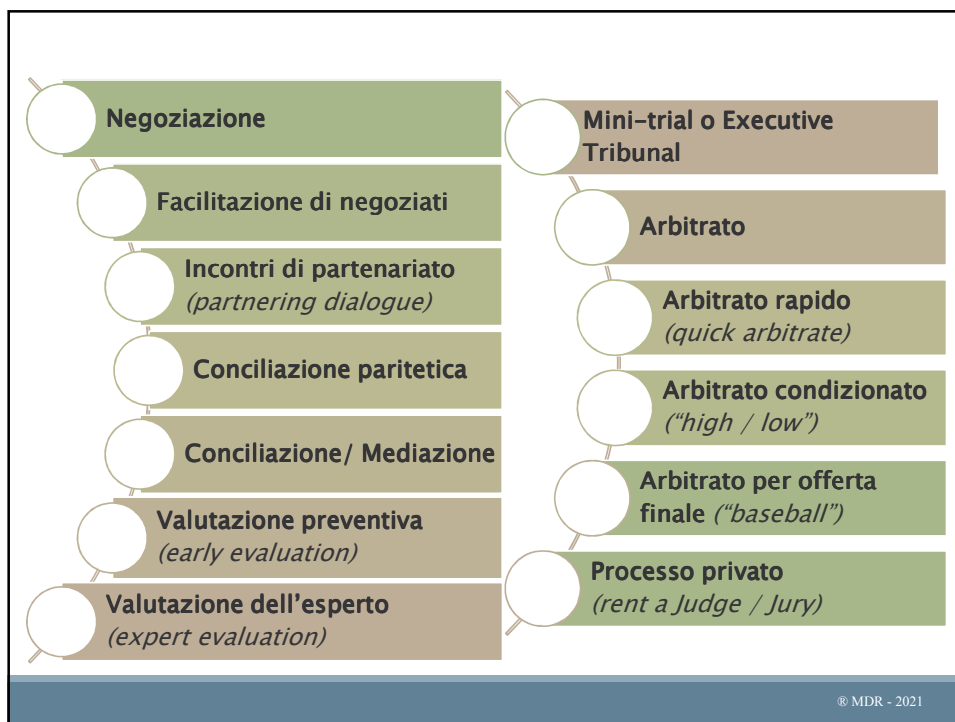 Negoziazione
Facilitazione di negoziati
Incontri di partenariato
(partnering dialogue)
Conciliazione paritetica
Conciliazione/ Mediazione
Valutazione preventiva
(early evaluation)
Valutazione dell’esperto
(expert evaluation)
Mini-trial o Executive
Tribunal
Arbitrato
Arbitrato rapido
(quick arbitrate)
Arbitrato condizionato
(“high / low”)
Arbitrato per offerta
finale (“baseball”)
Processo privato
(rent a Judge / Jury)
® MDR - 2021